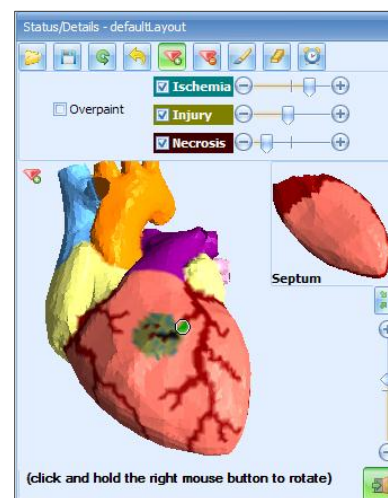 Status/Details - defaultLayout
Overpaint
Ischemia
Injury
Necrosis
Septum
(click and hold the right mouse button to rotate)